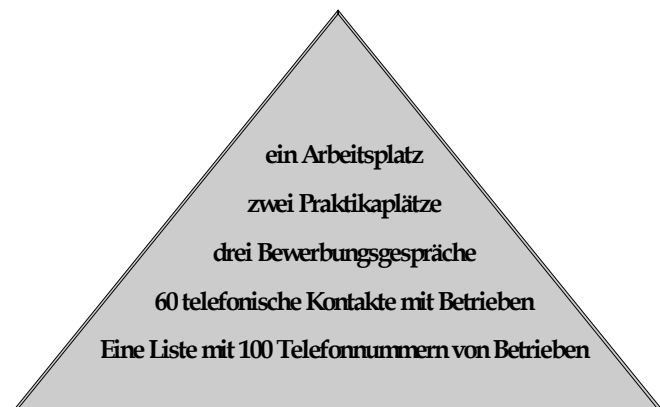 ein Arbeitsplatz
zwei Praktikaplätze
drei Bewerbungsgespräche
60 telefonische Kontakte mit Betrieben
Eine Liste mit 100 Telefonnummern von Betrieben